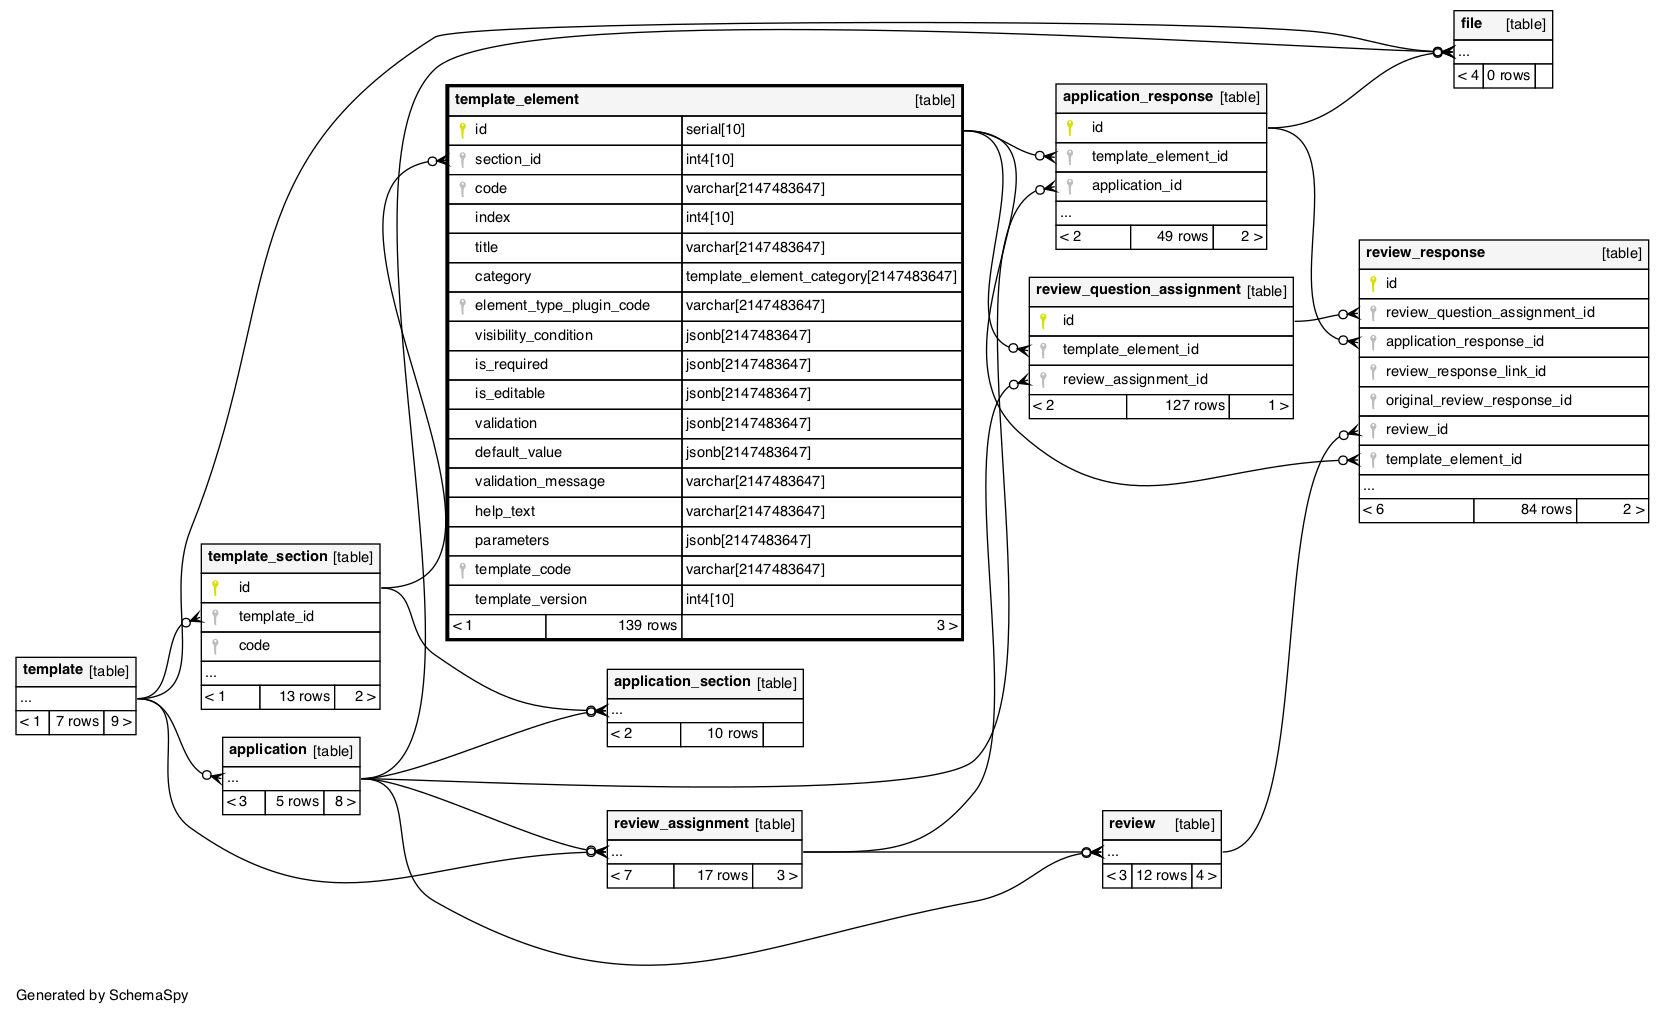 file [table]
...
< 4 0 rows
template_element [table]
id serial[10]
section_id int4[10]
code varchar[2147483647]
index int4[10]
title varchar[2147483647]
category template_element_category[2147483647]
element_type_plugin_code varchar[2147483647]
visibility_condition jsonb[2147483647]
is_required jsonb[2147483647]
is_editable jsonb[2147483647]
validation jsonb[2147483647]
default_value jsonb[2147483647]
validation_message varchar[2147483647]
help_text varchar[2147483647]
parameters jsonb[2147483647]
template_code varchar[2147483647]
template_version int4[10]
< 1 139 rows 3 >
application_response [table]
id
template_element_id
application_id
...
< 2 49 rows 2 >
review_question_assignment [table]
id
template_element_id
review_assignment_id
< 2 127 rows 1 >
review_response [table]
id
review_question_assignment_id
application_response_id
review_response_link_id
original_review_response_id
review_id
template_element_id
...
< 6 84 rows 2 >
template_section [table]
id
template_id
code
...
< 1 13 rows 2 >
template [table]
...
< 1 7 rows 9 >
application_section [table]
...
< 2 10 rows
application [table]
...
< 3 5 rows 8 >
review_assignment [table]
...
< 7 17 rows 3 >
review [table]
...
< 3 12 rows 4 >
Generated by SchemaSpy